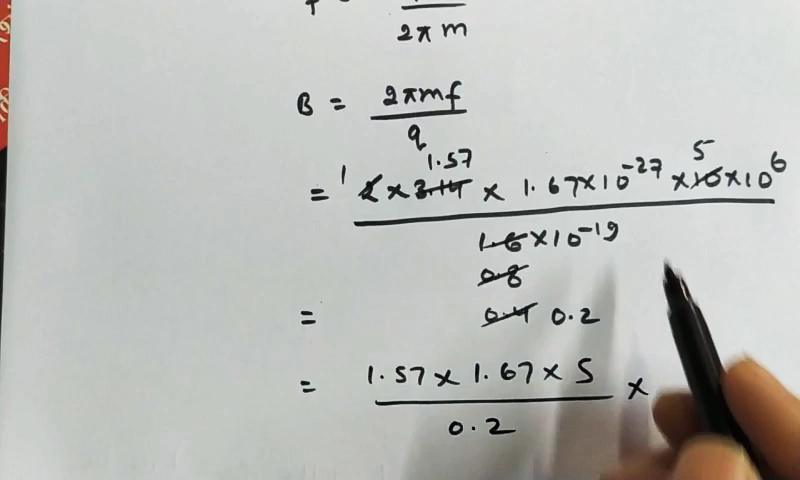 2πm
B = 2πmf
q
1.57 5
= 1 2 × 3.14 × 1.67×10⁻²⁷ ×10×10⁶
1.6×10⁻¹⁹
0.8
= 0.4 0.2
= 1.57 × 1.67 × 5 ×
0.2